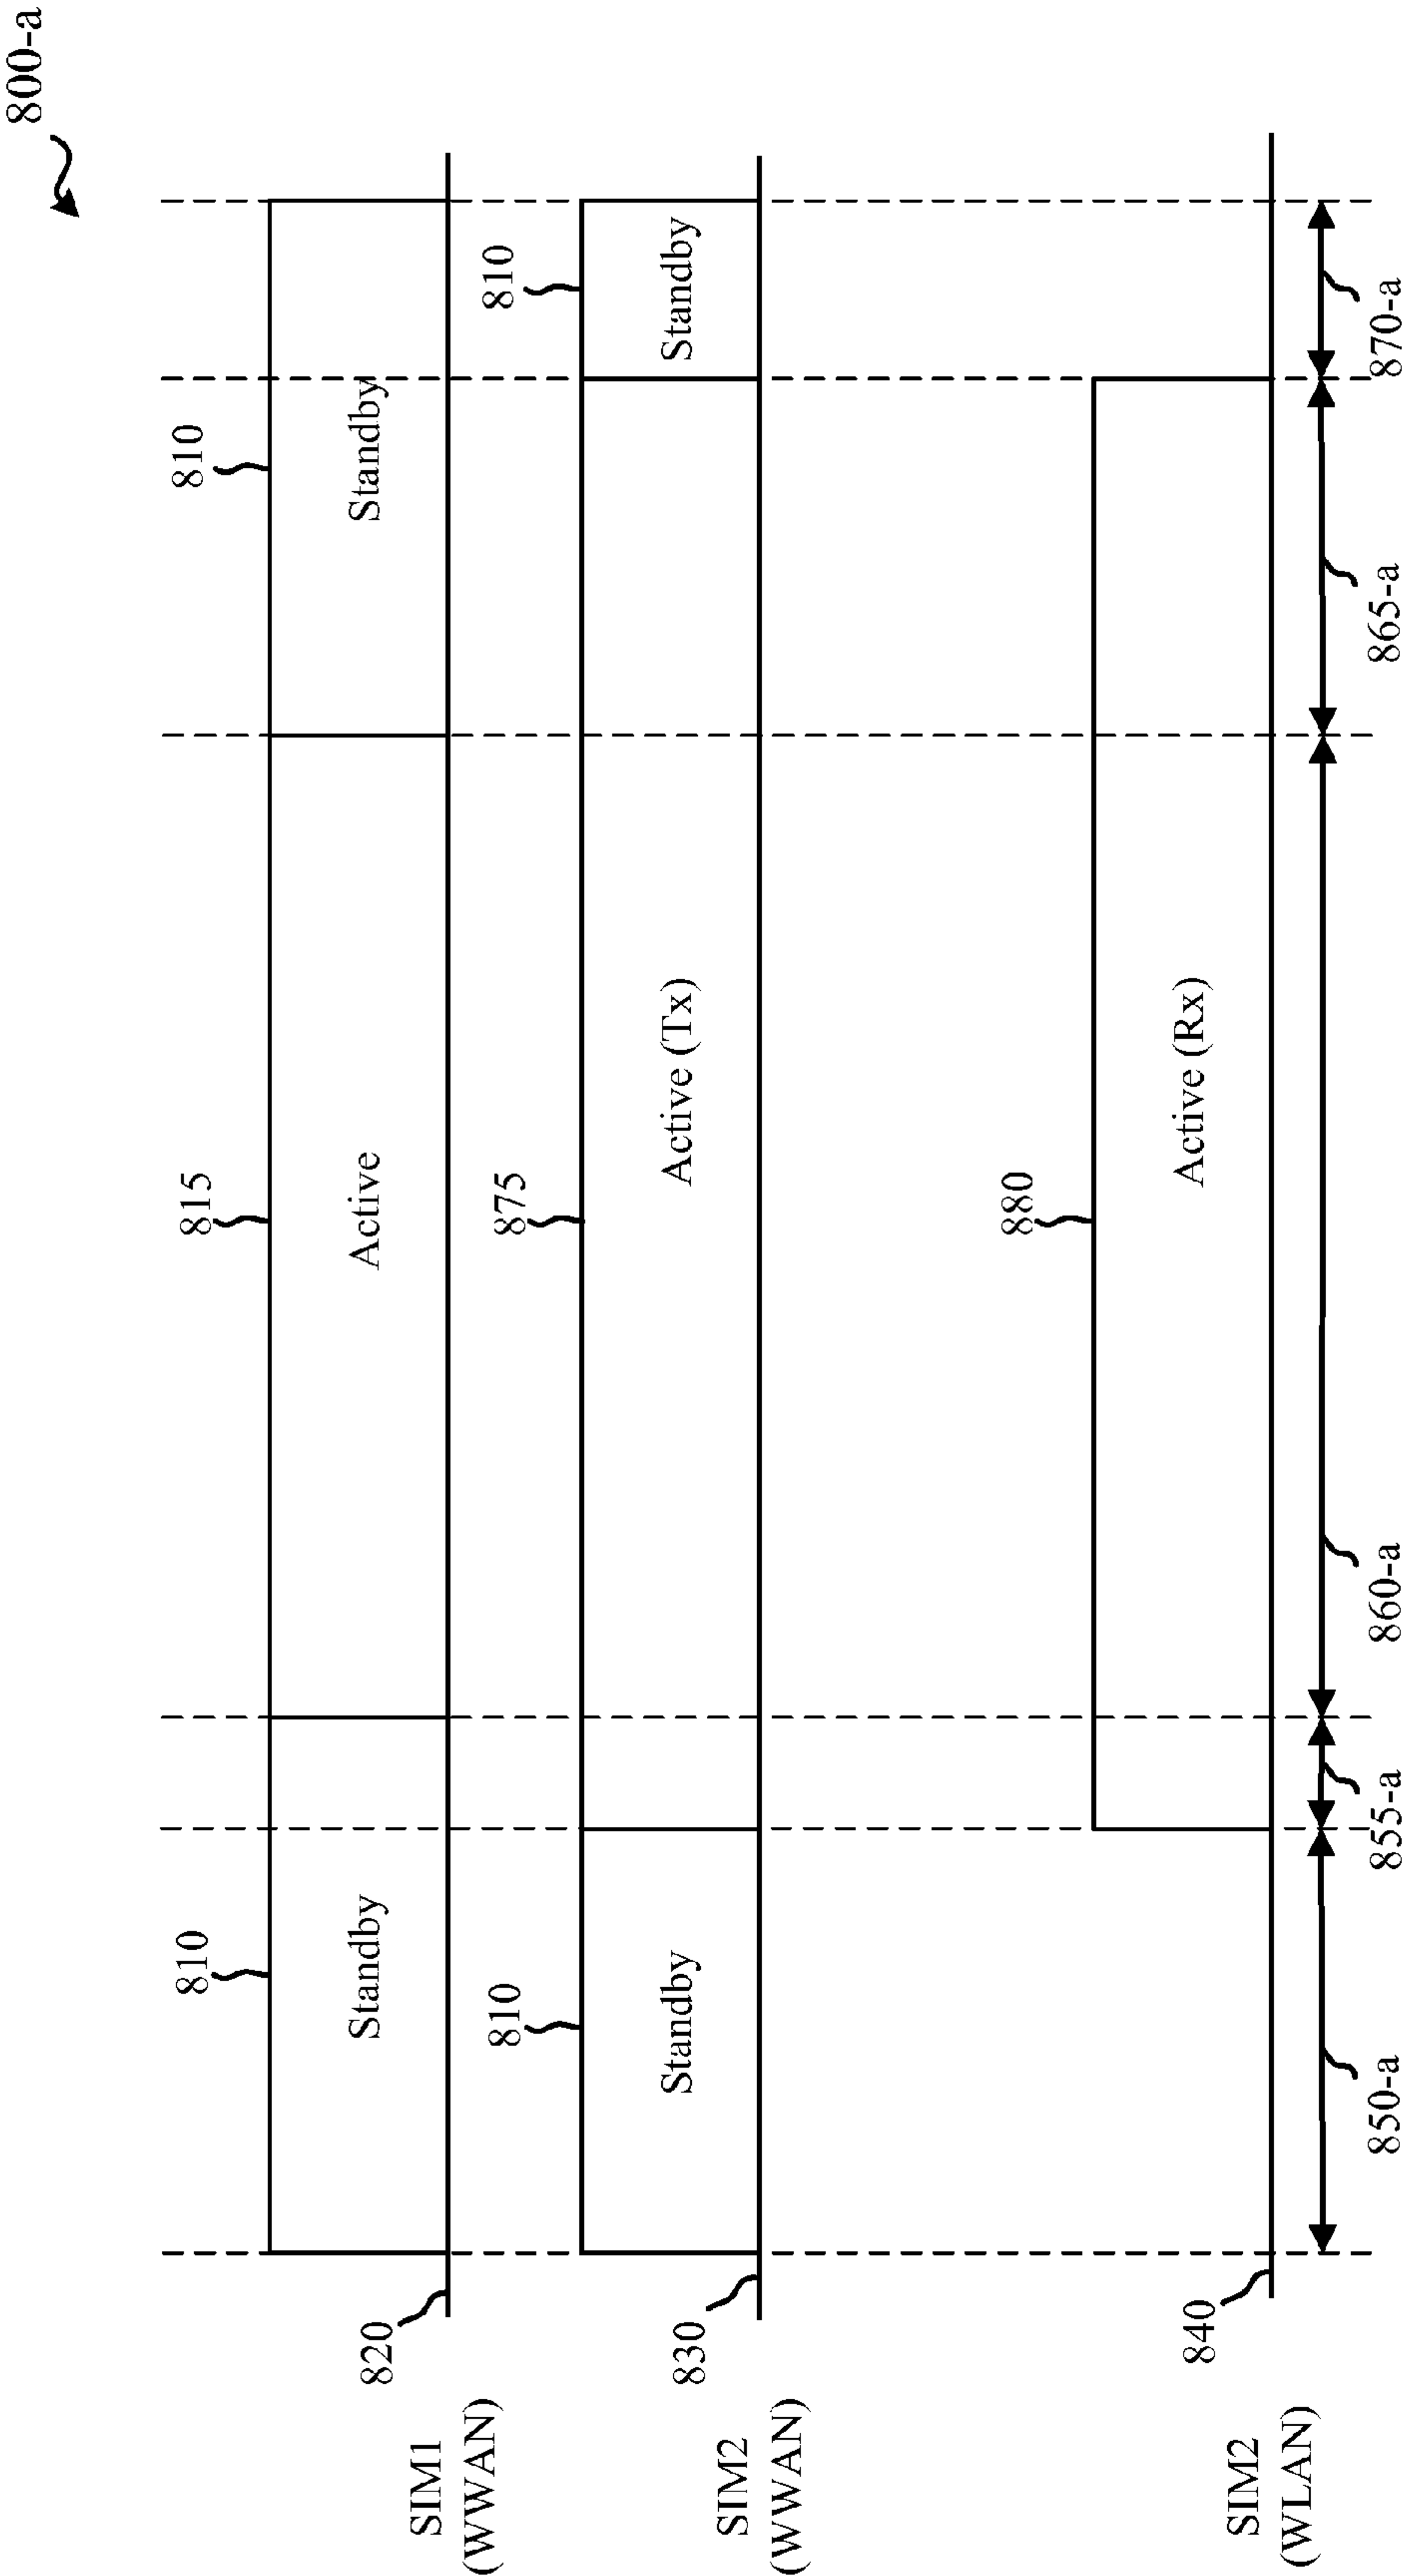 800-a
810
815
810
Standby
Active
Standby
820
SIM1
(WWAN)
810
875
810
Standby
Active (Tx)
Standby
830
SIM2
(WWAN)
880
Active (Rx)
840
SIM2
(WLAN)
850-a
855-a
860-a
865-a
870-a